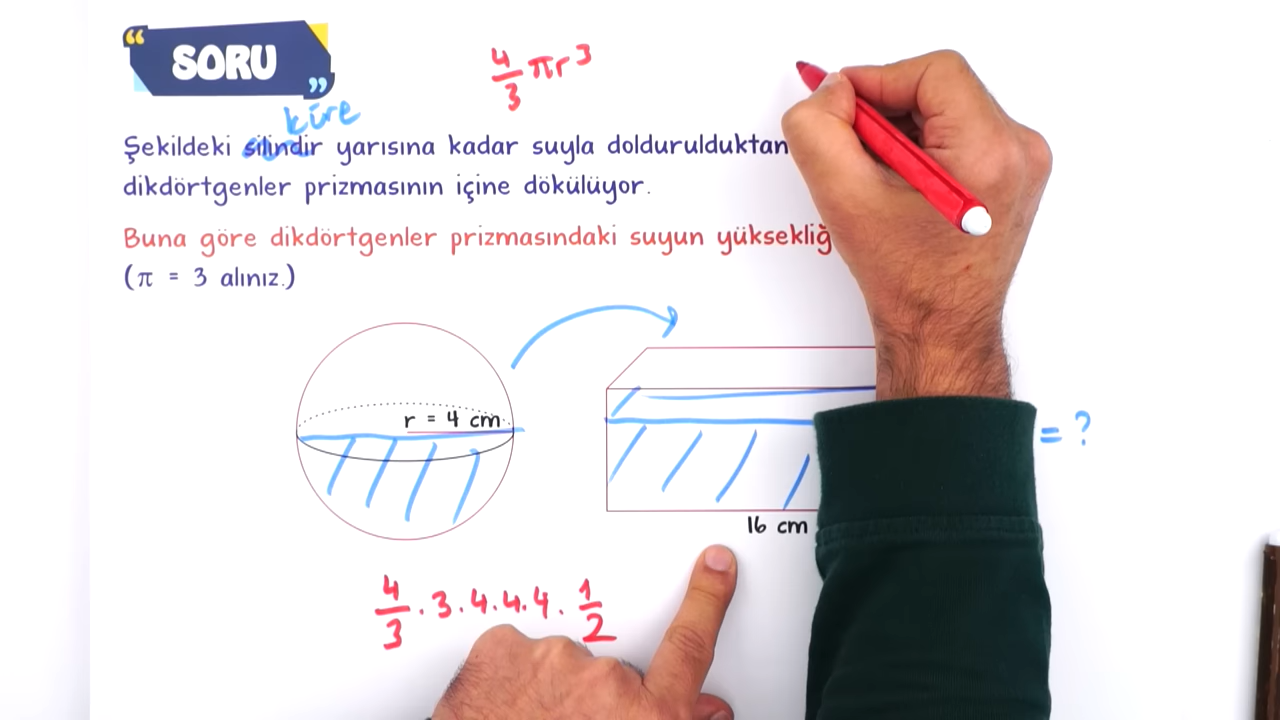 SORU
4/3 πr³
küre
Şekildeki silindir yarısına kadar suyla doldurulduktan
dikdörtgenler prizmasının içine dökülüyor.
Buna göre dikdörtgenler prizmasındaki suyun
(π = 3 alınız.)
r = 4 cm
= ?
16 cm
4/3 . 3 . 4 . 4 . 4 . 1/2